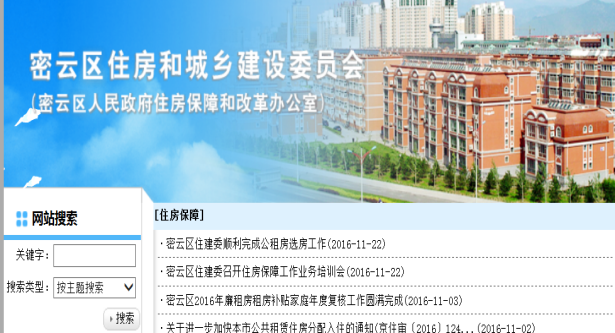 密云区住房和城乡建设委员会
(密云区人民政府住房保障和改革办公室)
网站搜索
[住房保障]
关键字:
·密云区住建委顺利完成公租房选房工作(2016-11-22)
·密云区住建委召开住房保障工作业务培训会(2016-11-22)
搜索类型: 按主题搜索
·密云区2016年廉租房租房补贴家庭年度复核工作圆满完成(2016-11-03)
搜索
·关于进一步加快本市公共租赁住房分配入住的通知(京住宙〔2016〕124...(2016-11-02)